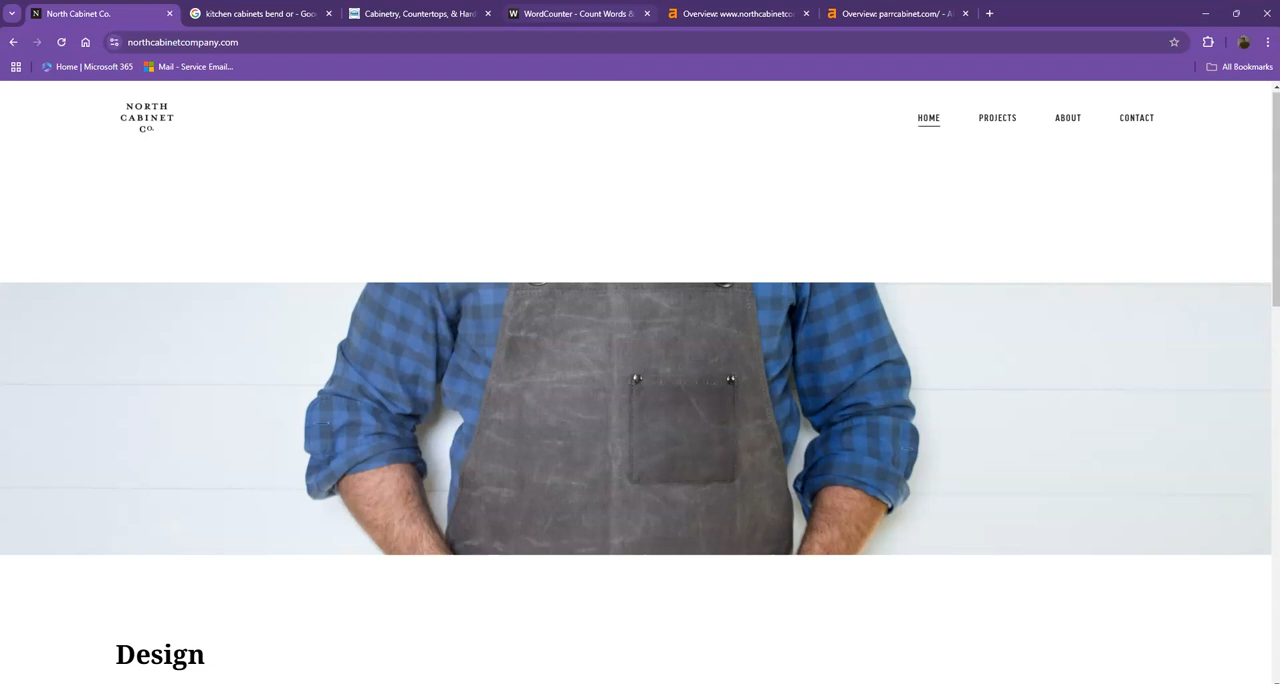 North Cabinet Co.
kitchen cabinets bend or - Goo
Cabinetry, Countertops, & Hard
WordCounter - Count Words &
Overview: www.northcabinetco
Overview: parrcabinet.com/ - A
northcabinetcompany.com
Home | Microsoft 365
Mail - Service Email...
All Bookmarks
NORTH
CABINET
CO.
HOME
PROJECTS
ABOUT
CONTACT
Design